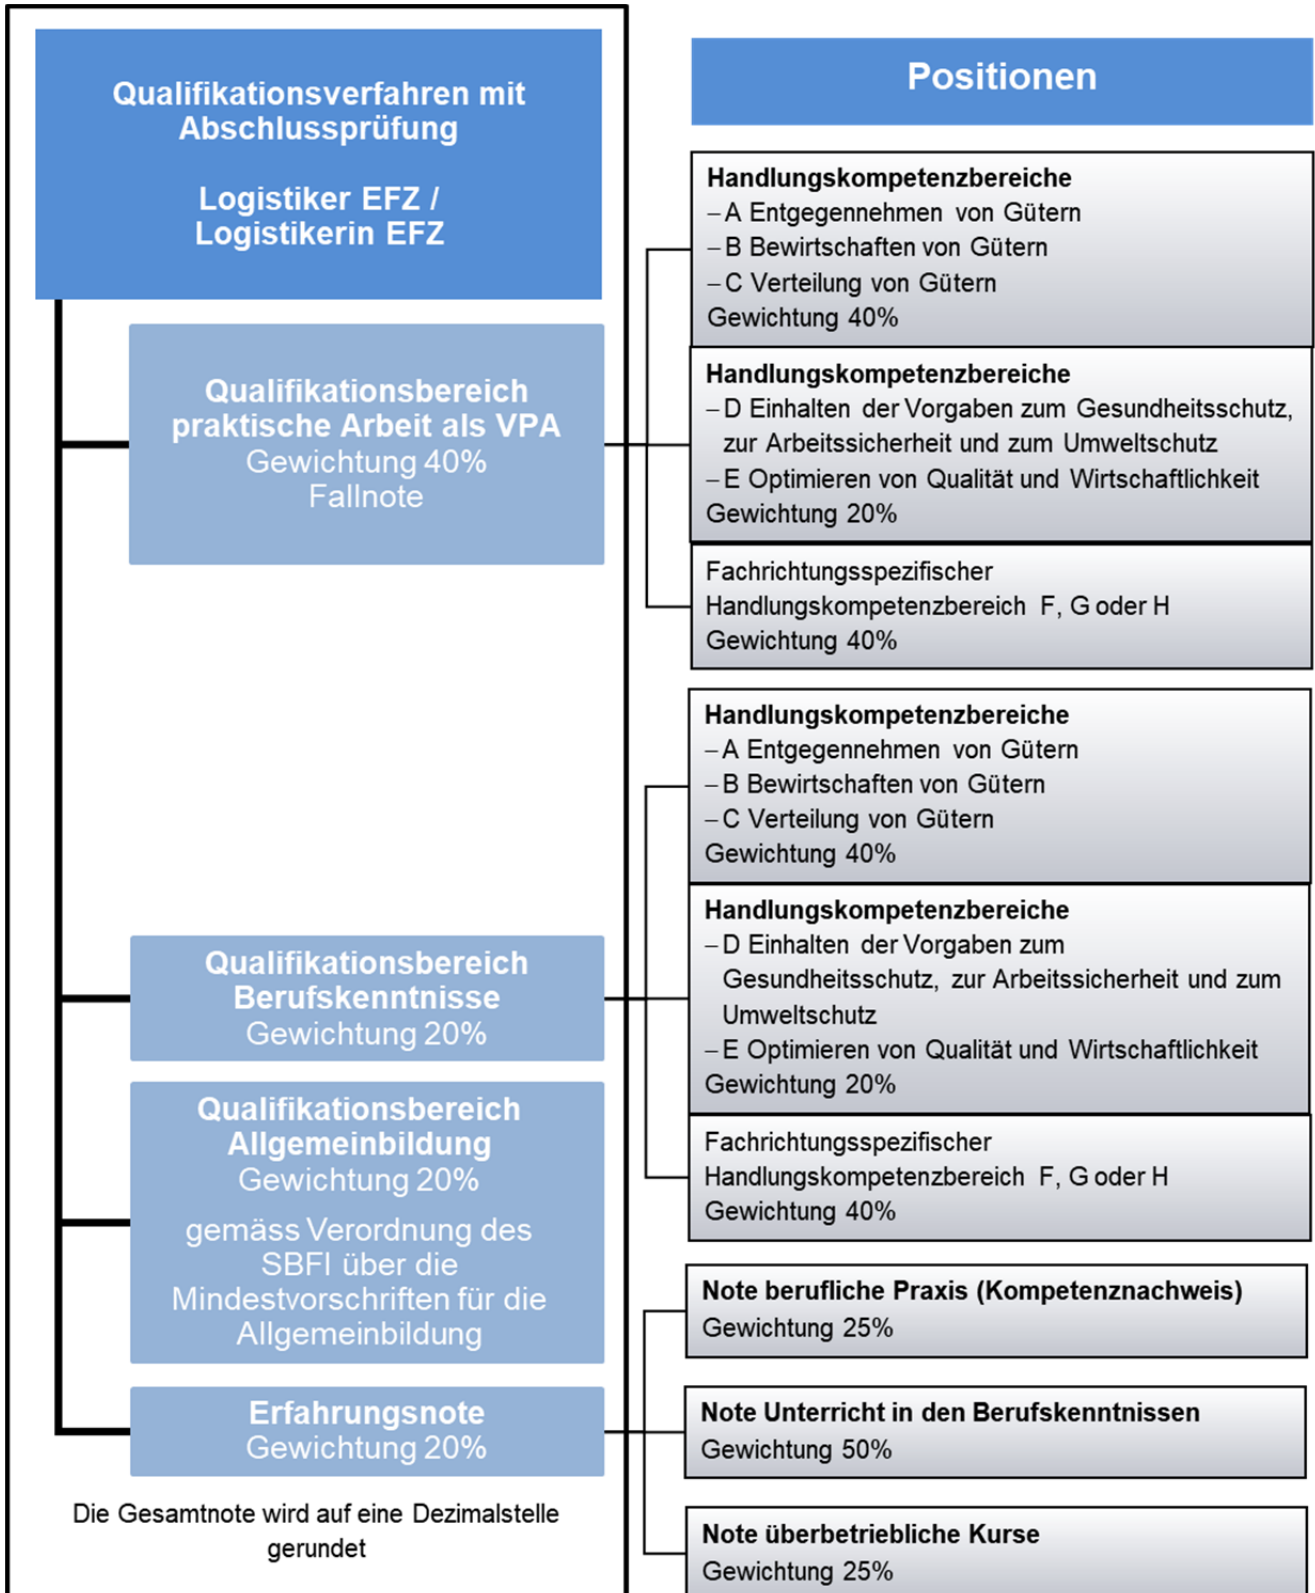 Qualifikationsverfahren mit
Abschlussprüfung
Logistiker EFZ /
Logistikerin EFZ
Qualifikationsbereich
praktische Arbeit als VPA
Gewichtung 40%
Fallnote
Qualifikationsbereich
Berufskenntnisse
Gewichtung 20%
Qualifikationsbereich
Allgemeinbildung
Gewichtung 20%
gemäss Verordnung des
SBFI über die
Mindestvorschriften für die
Allgemeinbildung
Erfahrungsnote
Gewichtung 20%
Die Gesamtnote wird auf eine Dezimalstelle
gerundet
Positionen
Handlungskompetenzbereiche
– A Entgegennehmen von Gütern
– B Bewirtschaften von Gütern
– C Verteilung von Gütern
Gewichtung 40%
Handlungskompetenzbereiche
– D Einhalten der Vorgaben zum Gesundheitsschutz,
zur Arbeitssicherheit und zum Umweltschutz
– E Optimieren von Qualität und Wirtschaftlichkeit
Gewichtung 20%
Fachrichtungsspezifischer
Handlungskompetenzbereich F, G oder H
Gewichtung 40%
Handlungskompetenzbereiche
– A Entgegennehmen von Gütern
– B Bewirtschaften von Gütern
– C Verteilung von Gütern
Gewichtung 40%
Handlungskompetenzbereiche
– D Einhalten der Vorgaben zum
Gesundheitsschutz, zur Arbeitssicherheit und zum
Umweltschutz
– E Optimieren von Qualität und Wirtschaftlichkeit
Gewichtung 20%
Fachrichtungsspezifischer
Handlungskompetenzbereich F, G oder H
Gewichtung 40%
Note berufliche Praxis (Kompetenznachweis)
Gewichtung 25%
Note Unterricht in den Berufskenntnissen
Gewichtung 50%
Note überbetriebliche Kurse
Gewichtung 25%